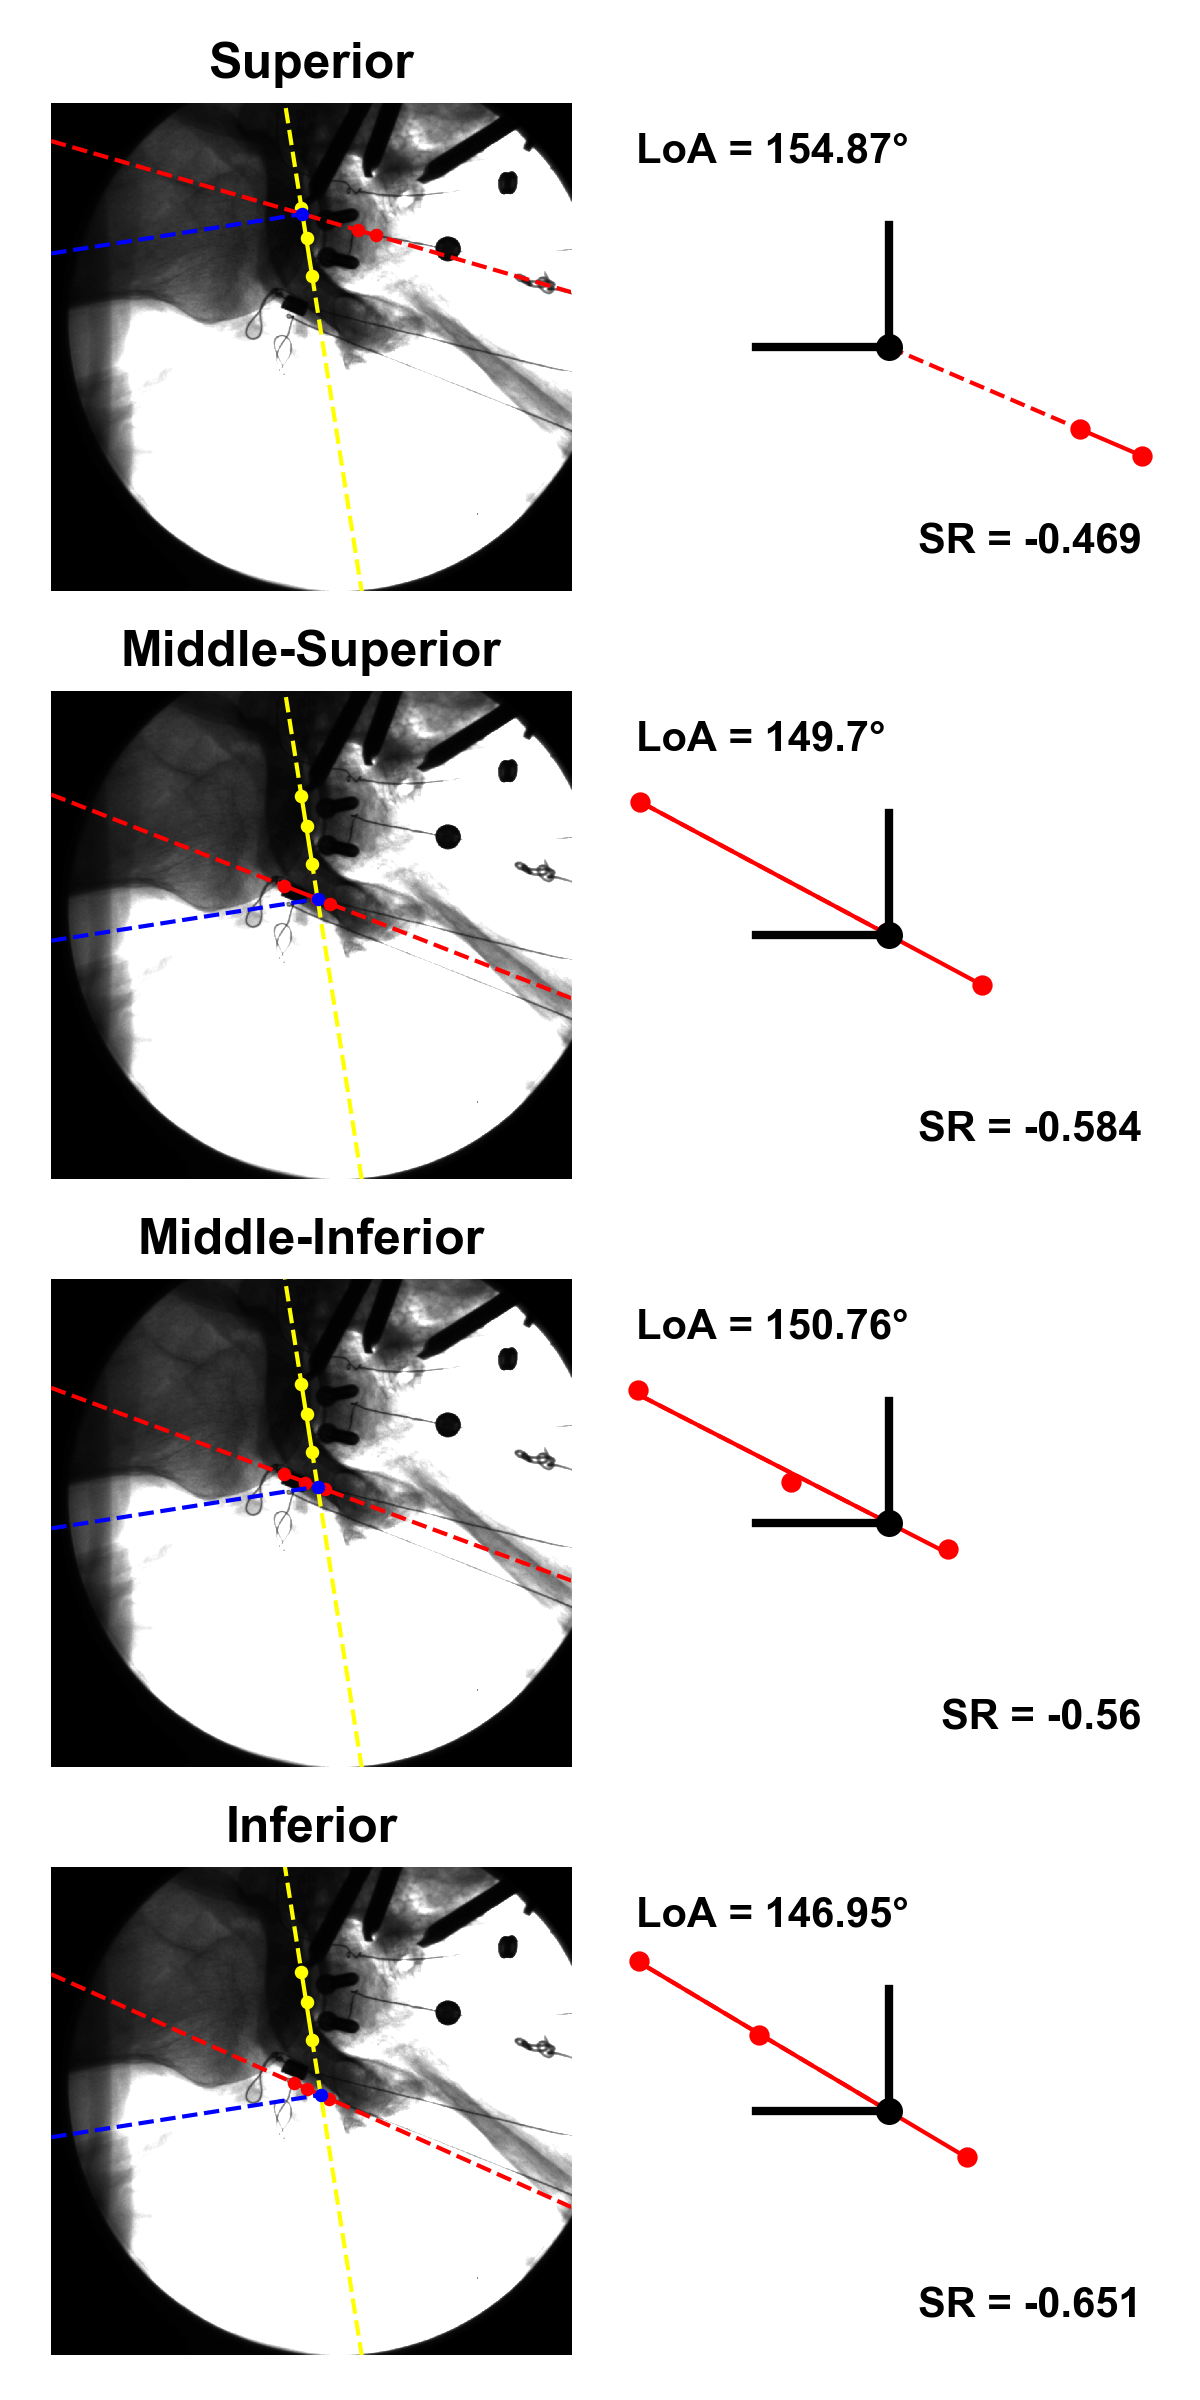 Superior
LoA = 154.87°
SR = -0.469
Middle-Superior
LoA = 149.7°
SR = -0.584
Middle-Inferior
LoA = 150.76°
SR = -0.56
Inferior
LoA = 146.95°
SR = -0.651